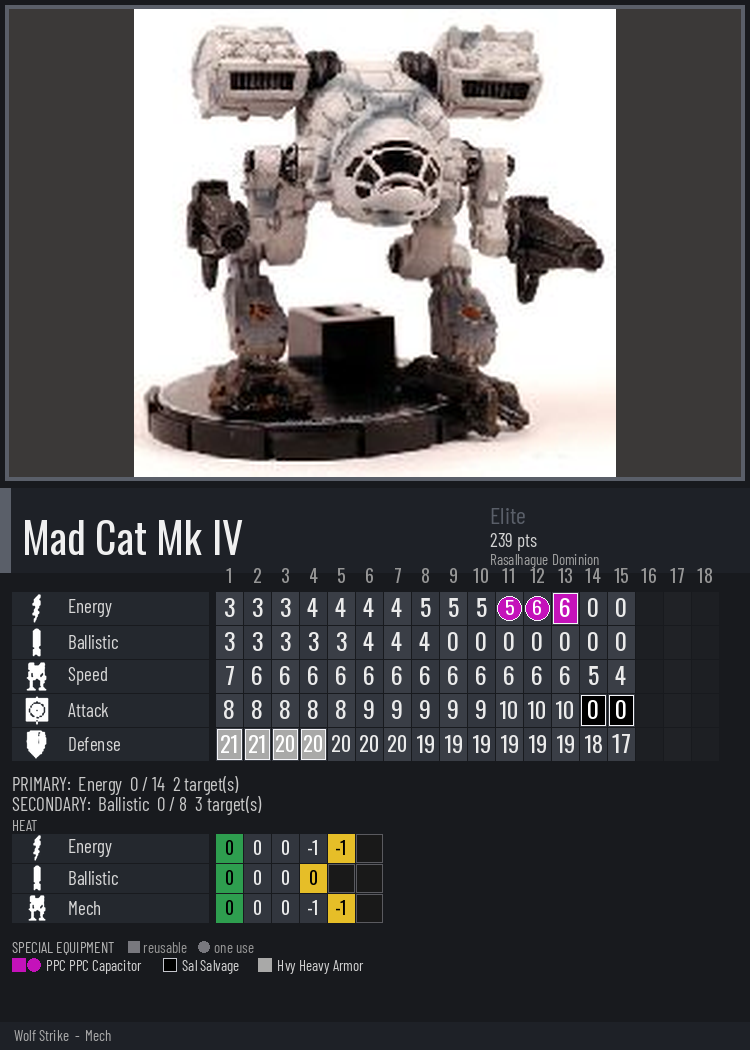 Mad Cat Mk IV
Elite
239 pts
Rasalhague Dominion
1 2 3 4 5 6 7 8 9 10 11 12 13 14 15 16 17 18
Energy 3 3 3 4 4 4 4 5 5 5 5 6 6 0 0
Ballistic 3 3 3 3 3 4 4 4 0 0 0 0 0 0 0
Speed 7 6 6 6 6 6 6 6 6 6 6 6 6 5 4
Attack 8 8 8 8 8 9 9 9 9 9 10 10 10 0 0
Defense 21 21 20 20 20 20 20 19 19 19 19 19 19 18 17
PRIMARY: Energy 0 / 14 2 target(s)
SECONDARY: Ballistic 0 / 8 3 target(s)
HEAT
Energy 0 0 0 -1 -1
Ballistic 0 0 0 0
Mech 0 0 0 -1 -1
SPECIAL EQUIPMENT reusable one use
PPC PPC Capacitor Sal Salvage Hvy Heavy Armor
Wolf Strike - Mech